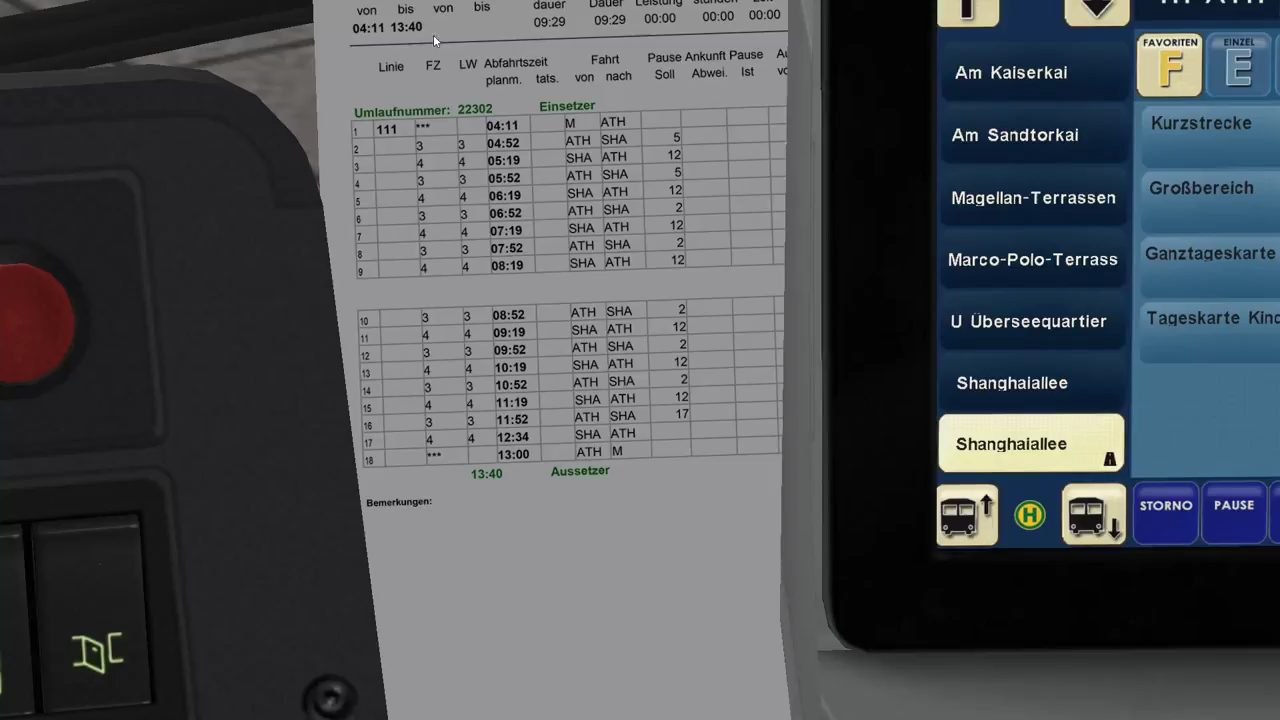 von bis von bis dauer Dauer Leistung stunden
04:11 13:40 09:29 09:29 00:00 00:00 00:00
Linie FZ LW Abfahrtszeit Fahrt Pause Ankunft Pause
planm. tats. von nach Soll Abwei. Ist
Umlaufnummer: 22302 Einsetzer
1 111 *** 04:11 M ATH
2 3 3 04:52 ATH SHA 5
3 4 4 05:19 SHA ATH 12
4 3 3 05:52 ATH SHA 5
5 4 4 06:19 SHA ATH 12
6 3 3 06:52 ATH SHA 2
7 4 4 07:19 SHA ATH 12
8 3 3 07:52 ATH SHA 2
9 4 4 08:19 SHA ATH 12
10 3 3 08:52 ATH SHA 2
11 4 4 09:19 SHA ATH 12
12 3 3 09:52 ATH SHA 2
13 4 4 10:19 SHA ATH 12
14 3 3 10:52 ATH SHA 2
15 4 4 11:19 SHA ATH 12
16 3 3 11:52 ATH SHA 17
17 4 4 12:34 SHA ATH
18 *** 13:00 ATH M
13:40 Aussetzer
Bemerkungen:
Am Kaiserkai
Am Sandtorkai
Magellan-Terrassen
Marco-Polo-Terrass
U Überseequartier
Shanghaiallee
Shanghaiallee
H
FAVORITEN
F
EINZEL
E
Kurzstrecke
Großbereich
Ganztageskarte
Tageskarte Kind
STORNO
PAUSE